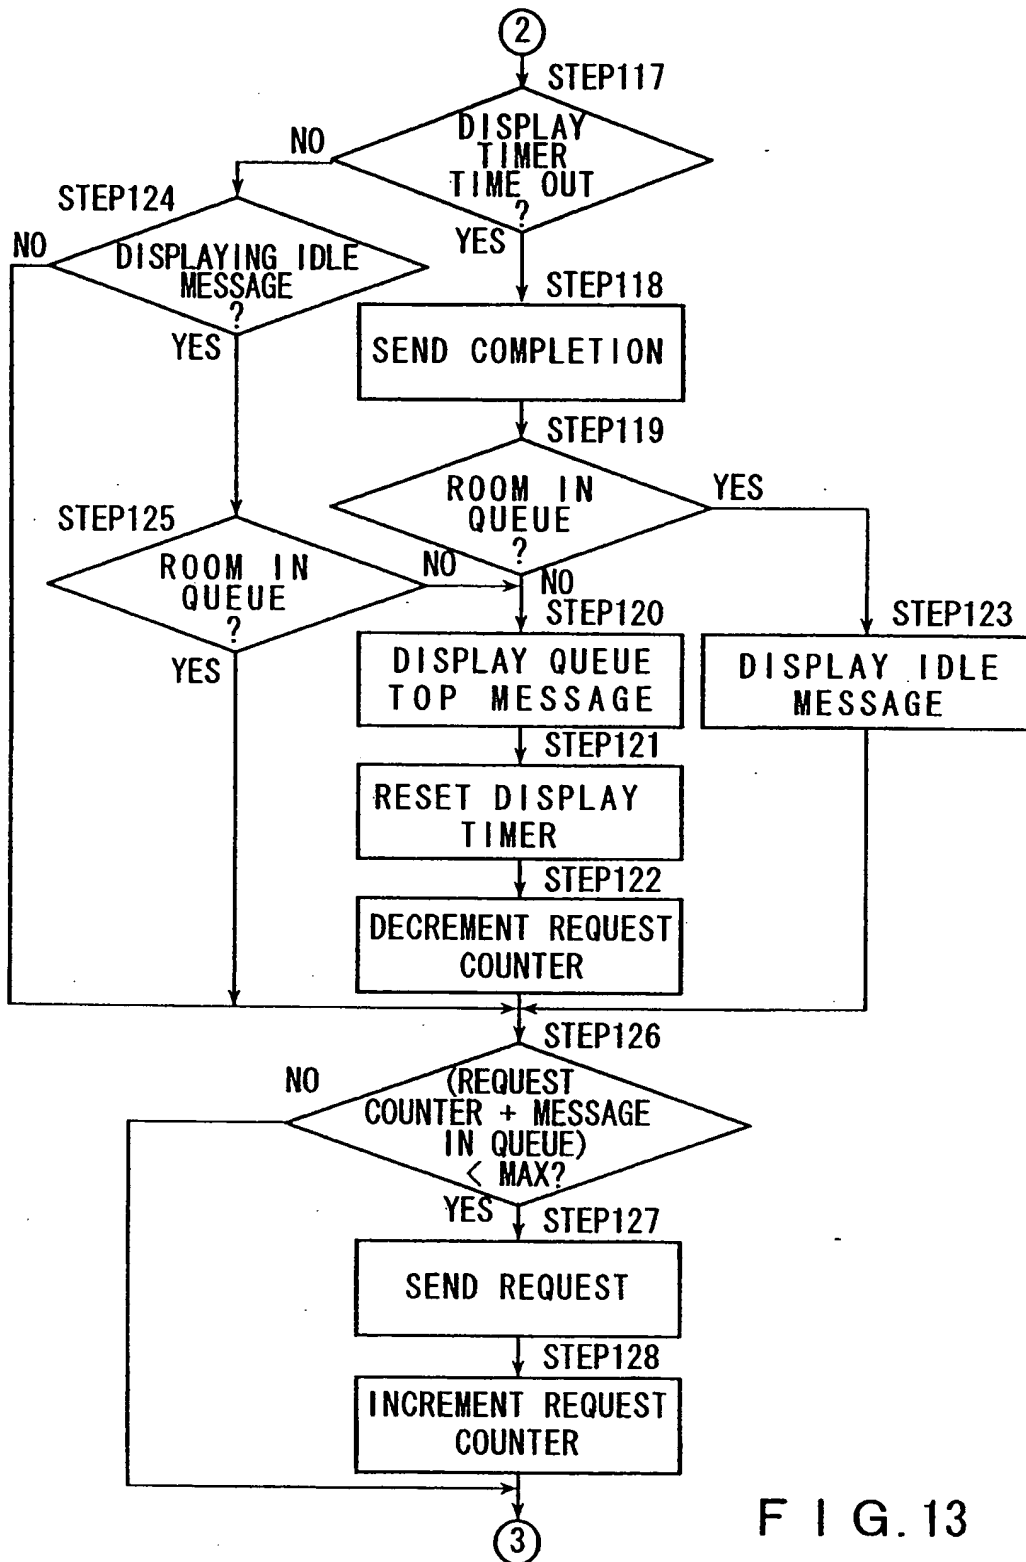 2
STEP117
DISPLAY
TIMER
TIME OUT
?
NO
YES
STEP124
NO
DISPLAYING IDLE
MESSAGE
?
YES
STEP118
SEND COMPLETION
STEP119
ROOM IN
QUEUE
?
YES
NO
STEP125
ROOM IN
QUEUE
?
NO
YES
STEP120
DISPLAY QUEUE
TOP MESSAGE
STEP123
DISPLAY IDLE
MESSAGE
STEP121
RESET DISPLAY
TIMER
STEP122
DECREMENT REQUEST
COUNTER
STEP126
NO
(REQUEST
COUNTER + MESSAGE
IN QUEUE)
< MAX?
YES
STEP127
SEND REQUEST
STEP128
INCREMENT REQUEST
COUNTER
3
FIG.13